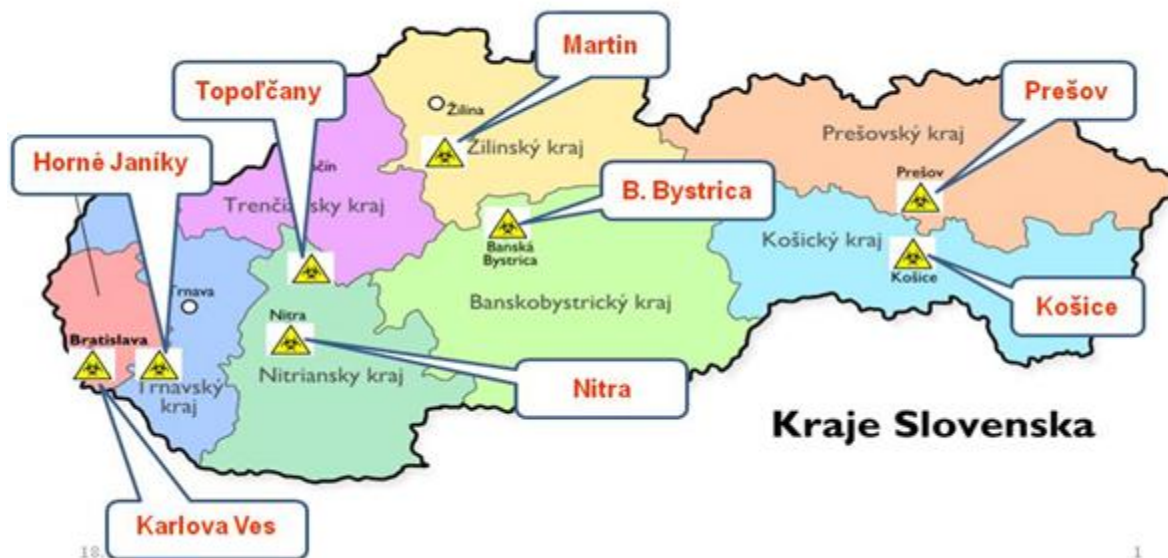 Martin
Topoľčany
Prešov
Žilina
Prešovský kraj
Horné Janíky
Žilinský kraj
čín
Prešov
Trenčiansky kraj
B. Bystrica
Košický kraj
Banská
Bystrica
Košice
Trnava
Banskobystrický kraj
Košice
Nitra
Bratislava
Nitriansky kraj
Trnavský
kraj
Nitra
Kraje Slovenska
Karlova Ves
18.
1